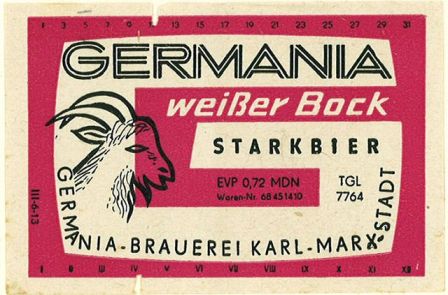 1 3 5 7 9 11 13 15 17 19 21 23 25 27 29 31
GERMANIA
weißer Bock
STARKBIER
EVP 0,72 MDN
Waren-Nr. 68451410
TGL
7764
GERMANIA-BRAUEREI KARL-MARX-STADT
III-6-13
I II III IV V VI VII VIII IX X XI XII